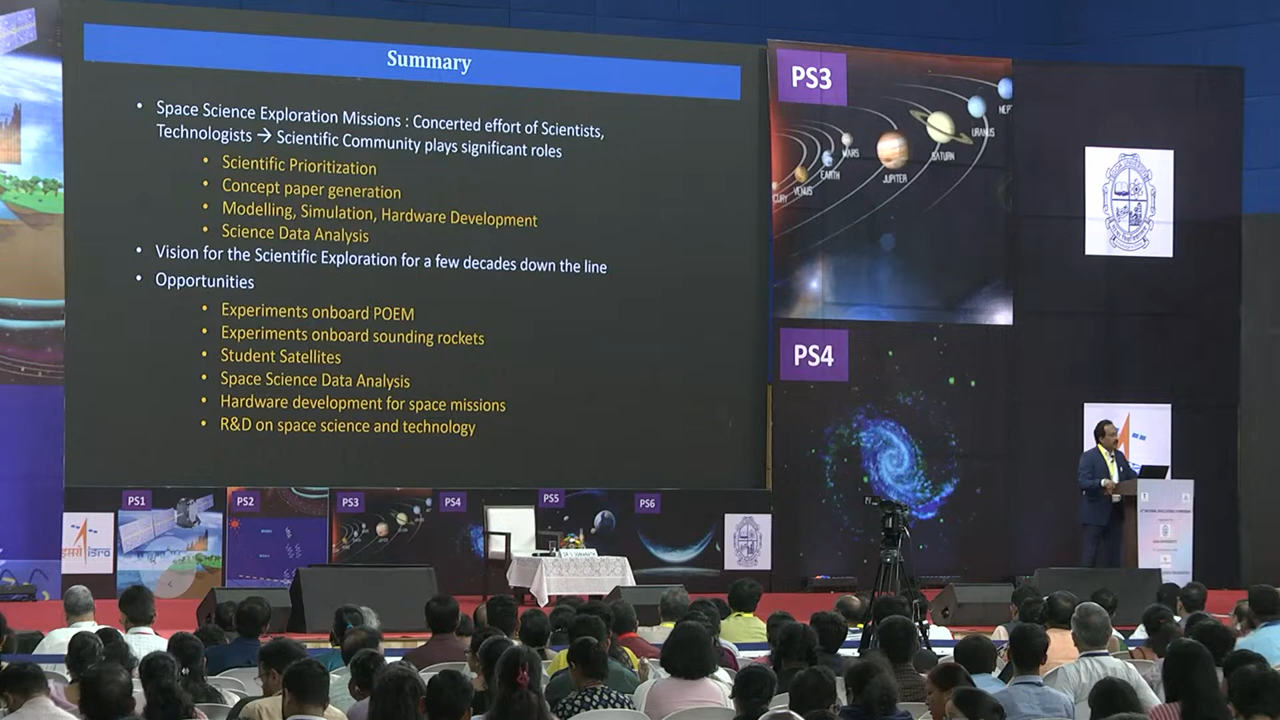 Summary
• Space Science Exploration Missions : Concerted effort of Scientists,
Technologists → Scientific Community plays significant roles
• Scientific Prioritization
• Concept paper generation
• Modelling, Simulation, Hardware Development
• Science Data Analysis
• Vision for the Scientific Exploration for a few decades down the line
• Opportunities
• Experiments onboard POEM
• Experiments onboard sounding rockets
• Student Satellites
• Space Science Data Analysis
• Hardware development for space missions
• R&D on space science and technology
PS3
URANUS
MARS
SATURN
EARTH
JUPITER
VENUS
CURY
PS4
PS1
PS2
PS3
PS4
PS5
PS6
इसरो isro